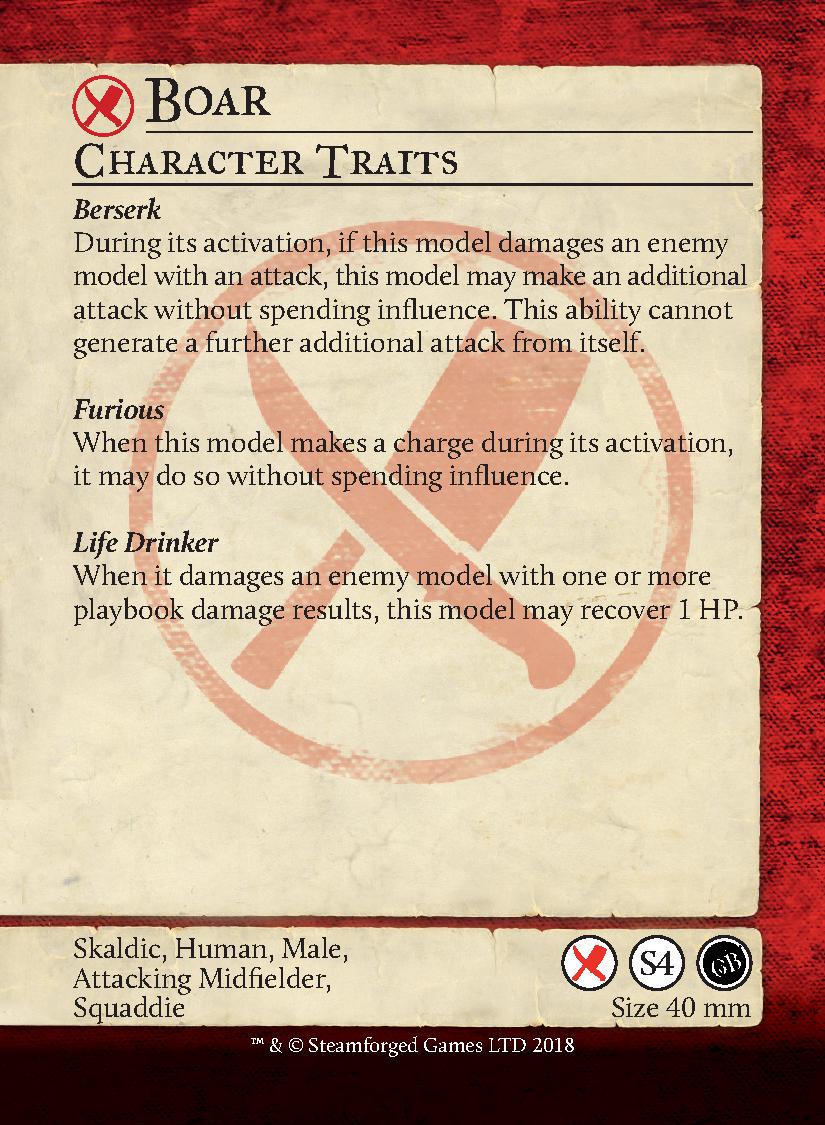 Boar
Character Traits
Berserk
During its activation, if this model damages an enemy
model with an attack, this model may make an additional
attack without spending influence. This ability cannot
generate a further additional attack from itself.
Furious
When this model makes a charge during its activation,
it may do so without spending influence.
Life Drinker
When it damages an enemy model with one or more
playbook damage results, this model may recover 1 HP.
Skaldic, Human, Male,
Attacking Midfielder,
Squaddie
S4
GB
Size 40 mm
™ & © Steamforged Games LTD 2018